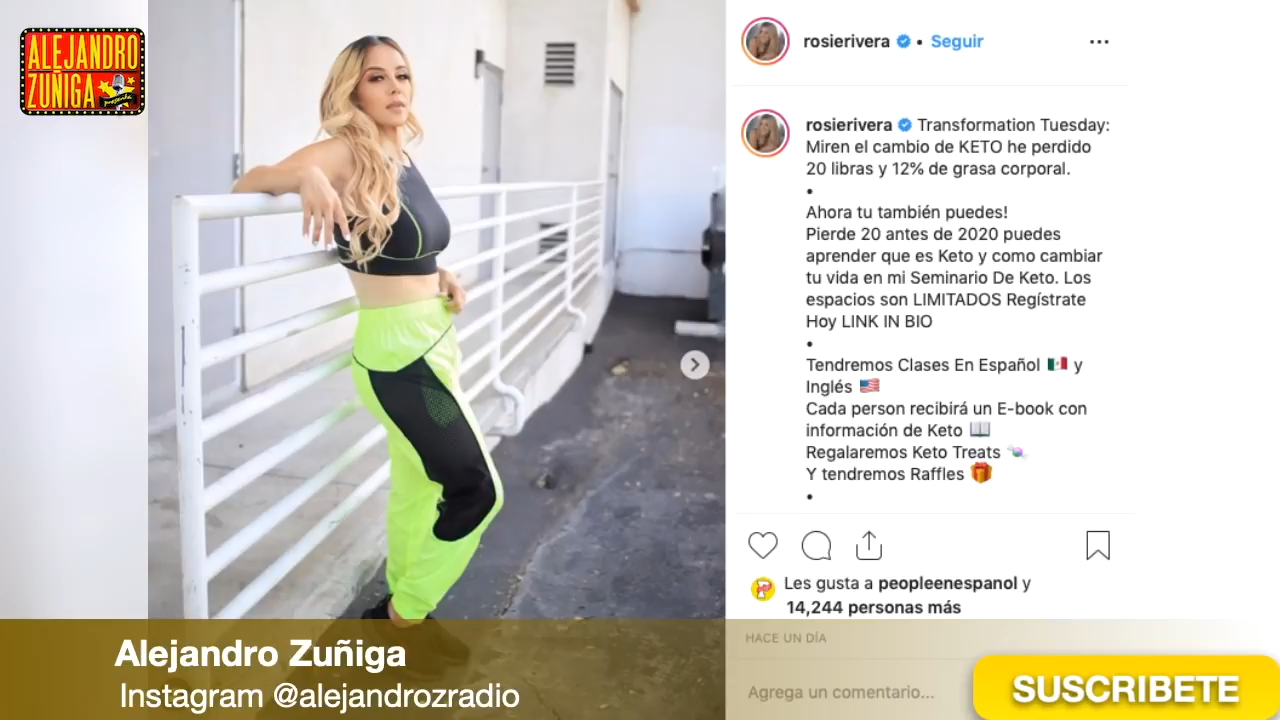 ALEJANDRO
ZUÑIGA
presenta
rosierivera • Seguir
rosierivera Transformation Tuesday:
Miren el cambio de KETO he perdido
20 libras y 12% de grasa corporal.
•
Ahora tu también puedes!
Pierde 20 antes de 2020 puedes
aprender que es Keto y como cambiar
tu vida en mi Seminario De Keto. Los
espacios son LIMITADOS Regístrate
Hoy LINK IN BIO
•
Tendremos Clases En Español 🇲🇽 y
Inglés 🇺🇸
Cada person recibirá un E-book con
información de Keto 📖
Regalaremos Keto Treats 🍬
Y tendremos Raffles 🎁
•
Les gusta a peopleenespanol y
14,244 personas más
HACE UN DÍA
Agrega un comentario...
Alejandro Zuñiga
Instagram @alejandrozradio
SUSCRIBETE